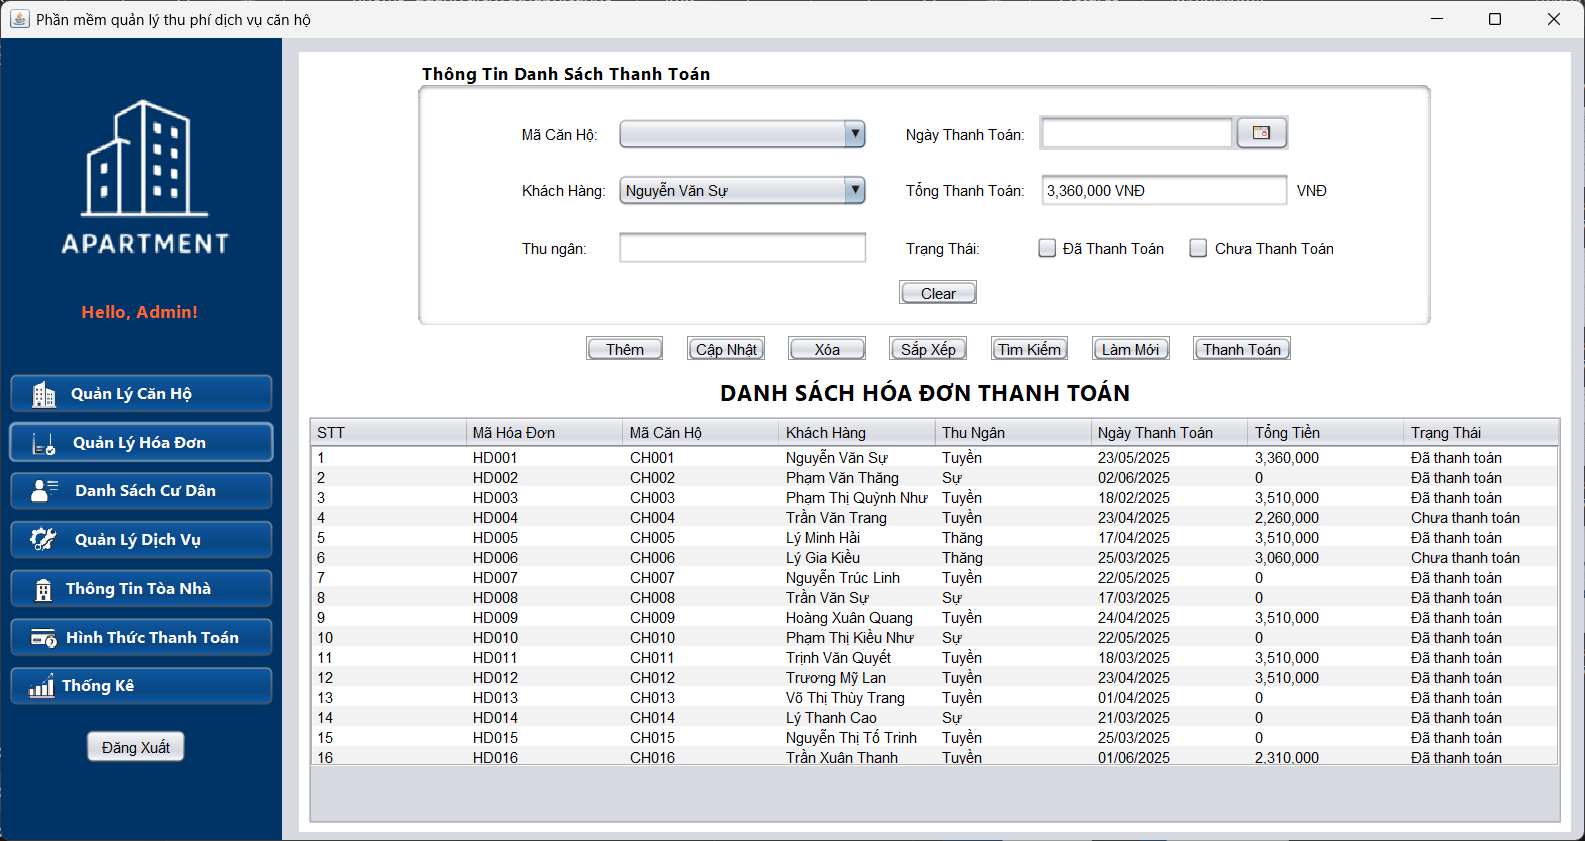 Phần mềm quản lý thu phí dịch vụ căn hộ
APARTMENT
Hello, Admin!
Quản Lý Căn Hộ
Quản Lý Hóa Đơn
Danh Sách Cư Dân
Quản Lý Dịch Vụ
Thông Tin Tòa Nhà
Hình Thức Thanh Toán
Thống Kê
Đăng Xuất
Thông Tin Danh Sách Thanh Toán
Mã Căn Hộ: Ngày Thanh Toán:
Khách Hàng: Nguyễn Văn Sự Tổng Thanh Toán: 3,360,000 VNĐ VNĐ
Thu ngân: Trạng Thái: Đã Thanh Toán Chưa Thanh Toán
Clear
Thêm Cập Nhật Xóa Sắp Xếp Tìm Kiếm Làm Mới Thanh Toán
DANH SÁCH HÓA ĐƠN THANH TOÁN
STT Mã Hóa Đơn Mã Căn Hộ Khách Hàng Thu Ngân Ngày Thanh Toán Tổng Tiền Trạng Thái
1 HD001 CH001 Nguyễn Văn Sự Tuyền 23/05/2025 3,360,000 Đã thanh toán
2 HD002 CH002 Phạm Văn Thăng Sự 02/06/2025 0 Đã thanh toán
3 HD003 CH003 Phạm Thị Quỳnh Như Tuyền 18/02/2025 3,510,000 Đã thanh toán
4 HD004 CH004 Trần Văn Trang Tuyền 23/04/2025 2,260,000 Chưa thanh toán
5 HD005 CH005 Lý Minh Hải Thăng 17/04/2025 3,510,000 Đã thanh toán
6 HD006 CH006 Lý Gia Kiều Thăng 25/03/2025 3,060,000 Chưa thanh toán
7 HD007 CH007 Nguyễn Trúc Linh Tuyền 22/05/2025 0 Đã thanh toán
8 HD008 CH008 Trần Văn Sự Sự 17/03/2025 0 Đã thanh toán
9 HD009 CH009 Hoàng Xuân Quang Tuyền 24/04/2025 3,510,000 Đã thanh toán
10 HD010 CH010 Phạm Thị Kiều Như Sự 22/05/2025 0 Đã thanh toán
11 HD011 CH011 Trịnh Văn Quyết Tuyền 18/03/2025 3,510,000 Đã thanh toán
12 HD012 CH012 Trương Mỹ Lan Tuyền 23/04/2025 3,510,000 Đã thanh toán
13 HD013 CH013 Võ Thị Thùy Trang Tuyền 01/04/2025 0 Đã thanh toán
14 HD014 CH014 Lý Thanh Cao Sự 21/03/2025 0 Đã thanh toán
15 HD015 CH015 Nguyễn Thị Tố Trinh Tuyền 25/03/2025 0 Đã thanh toán
16 HD016 CH016 Trần Xuân Thanh Tuyền 01/06/2025 2,310,000 Đã thanh toán